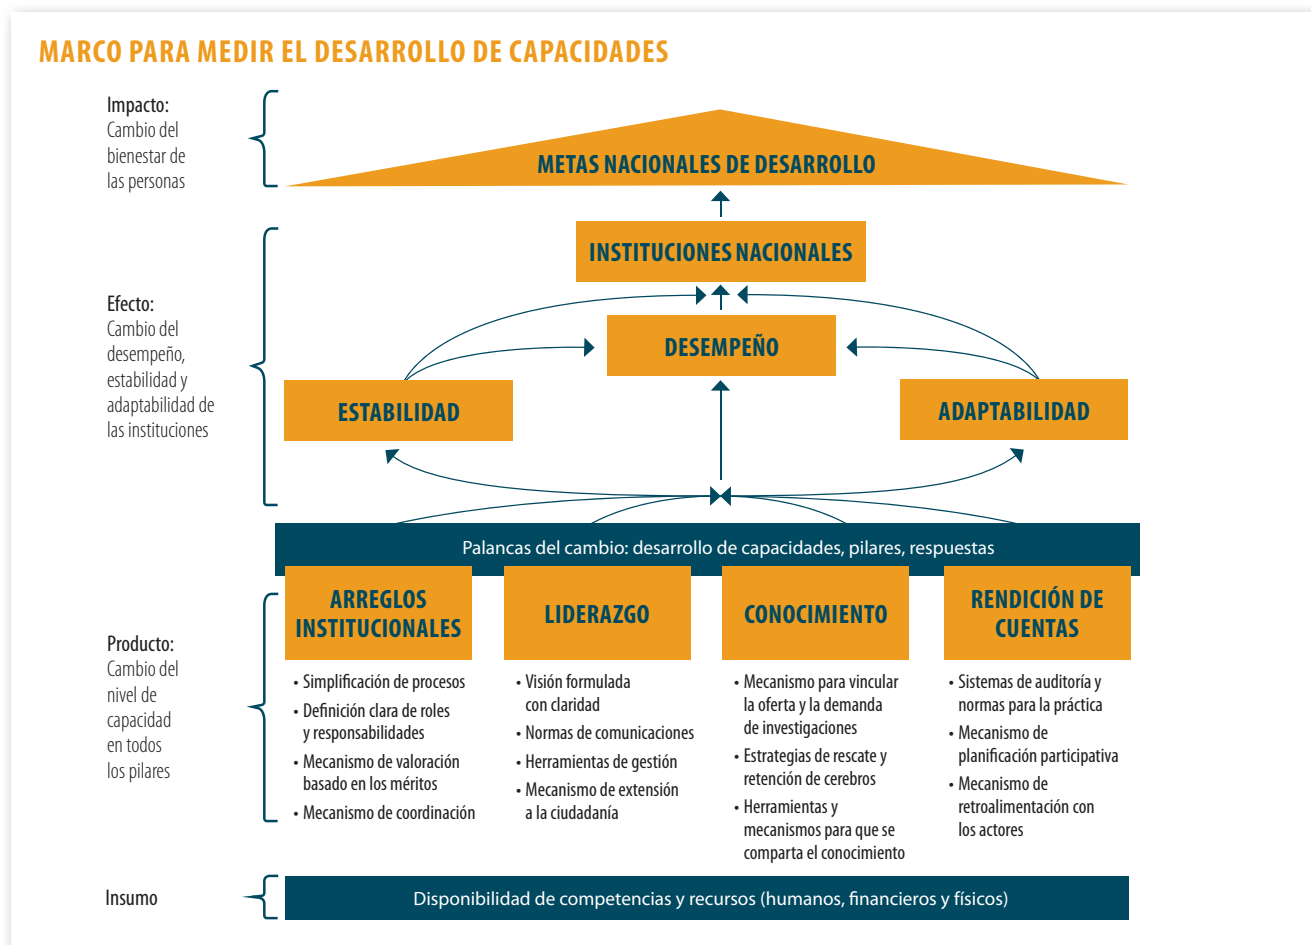 MARCO PARA MEDIR EL DESARROLLO DE CAPACIDADES
Impacto:
Cambio del
bienestar de
las personas
METAS NACIONALES DE DESARROLLO
INSTITUCIONES NACIONALES
Efecto:
Cambio del
desempeño,
estabilidad y
adaptabilidad de
las instituciones
DESEMPEÑO
ESTABILIDAD
ADAPTABILIDAD
Palancas del cambio: desarrollo de capacidades, pilares, respuestas
Producto:
Cambio del
nivel de
capacidad
en todos
los pilares
ARREGLOS
INSTITUCIONALES
• Simplificación de procesos
• Definición clara de roles
y responsabilidades
• Mecanismo de valoración
basado en los méritos
• Mecanismo de coordinación
LIDERAZGO
• Visión formulada
con claridad
• Normas de comunicaciones
• Herramientas de gestión
• Mecanismo de extensión
a la ciudadanía
CONOCIMIENTO
• Mecanismo para vincular
la oferta y la demanda
de investigaciones
• Estrategias de rescate y
retención de cerebros
• Herramientas y
mecanismos para que se
comparta el conocimiento
RENDICIÓN DE
CUENTAS
• Sistemas de auditoría y
normas para la práctica
• Mecanismo de
planificación participativa
• Mecanismo de
retroalimentación con
los actores
Insumo
Disponibilidad de competencias y recursos (humanos, financieros y físicos)